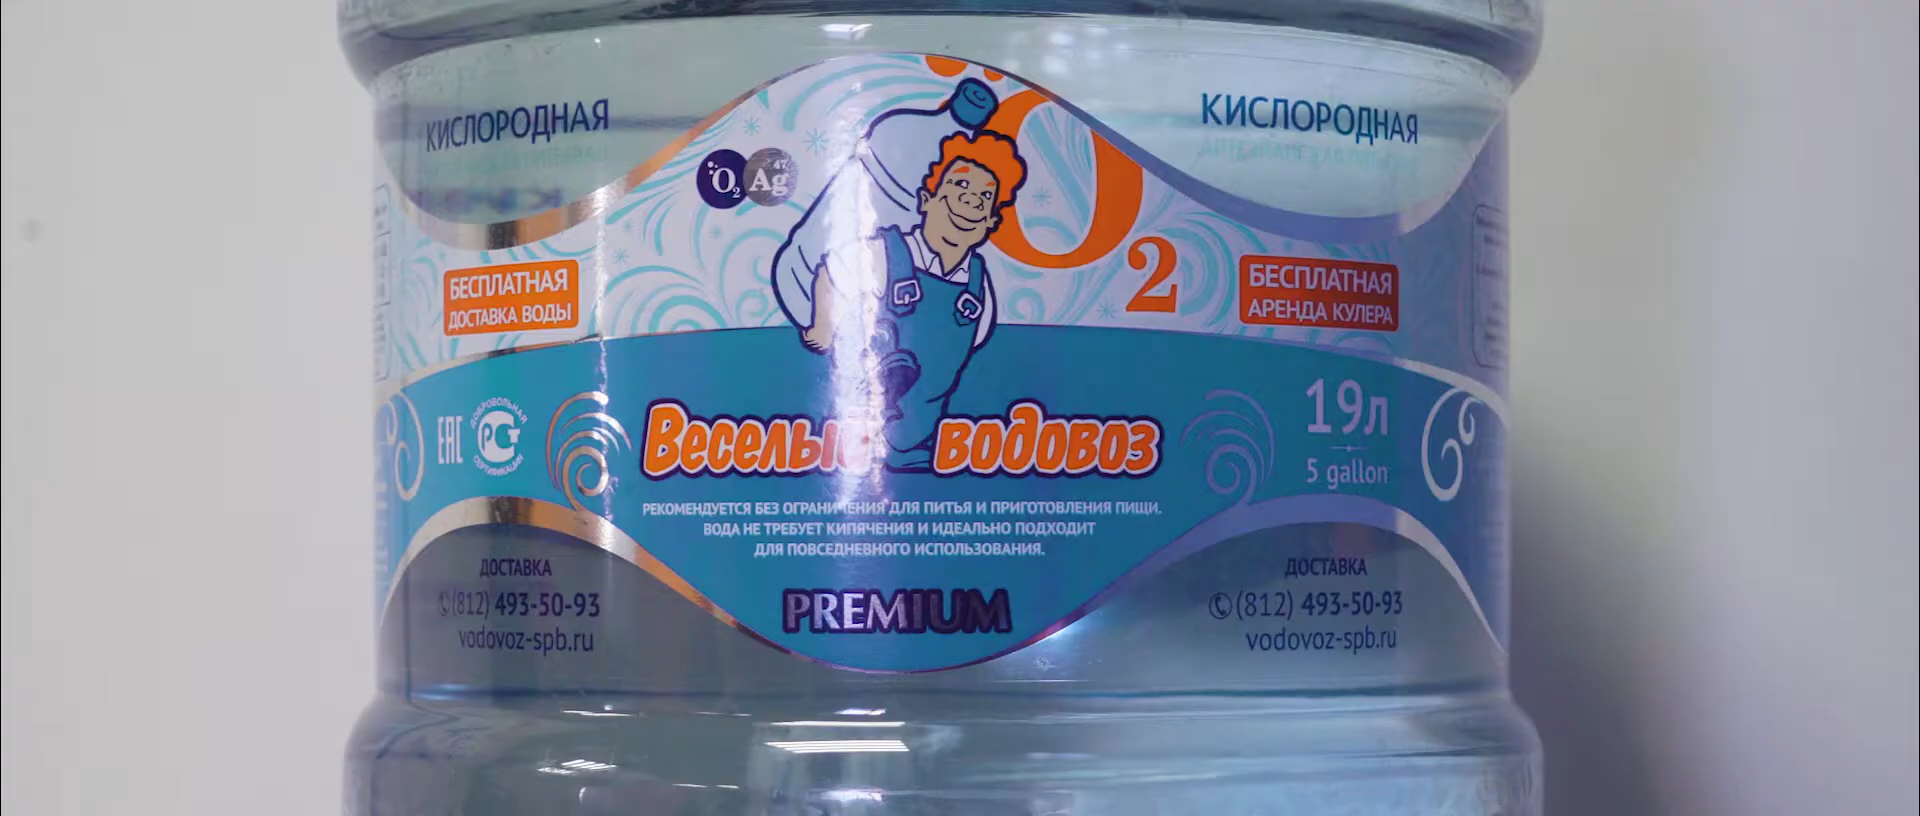 КИСЛОРОДНАЯ
КИСЛОРОДНАЯ
O2
Ag
47
O2
БЕСПЛАТНАЯ
ДОСТАВКА ВОДЫ
БЕСПЛАТНАЯ
АРЕНДА КУЛЕРА
EAC
ДОБРОВОЛЬНАЯ
СЕРТИФИКАЦИЯ
Веселый водовоз
19л
5 gallon
РЕКОМЕНДУЕТСЯ БЕЗ ОГРАНИЧЕНИЯ ДЛЯ ПИТЬЯ И ПРИГОТОВЛЕНИЯ ПИЩИ.
ВОДА НЕ ТРЕБУЕТ КИПЯЧЕНИЯ И ИДЕАЛЬНО ПОДХОДИТ
ДЛЯ ПОВСЕДНЕВНОГО ИСПОЛЬЗОВАНИЯ.
PREMIUM
ДОСТАВКА
(812) 493-50-93
vodovoz-spb.ru
ДОСТАВКА
(812) 493-50-93
vodovoz-spb.ru